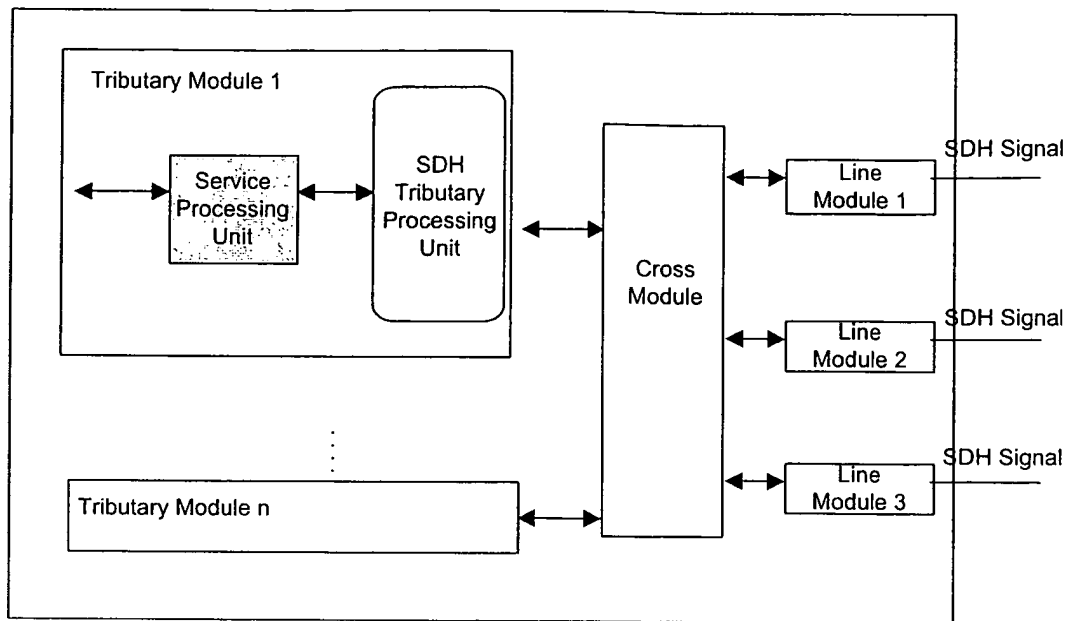 Tributary Module 1
Service
Processing
Unit
SDH
Tributary
Processing
Unit
Cross
Module
Line
Module 1
SDH Signal
Line
Module 2
SDH Signal
Line
Module 3
SDH Signal
Tributary Module n